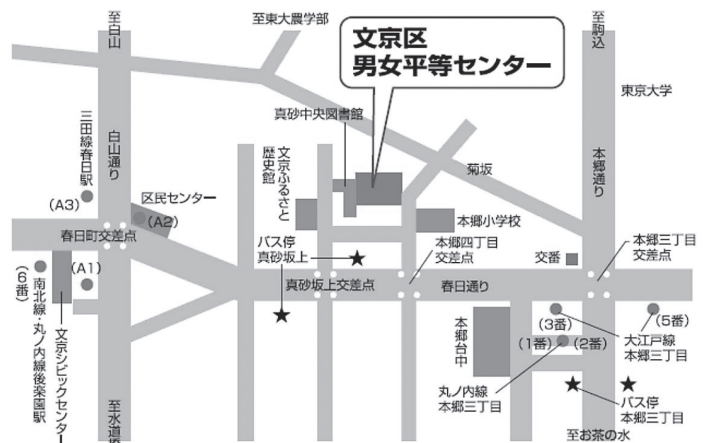 至白山
至東大農学部
至駒込
文京区
男女平等センター
東京大学
真砂中央図書館
三田線春日駅
白山通り
文京ふるさと
歴史館
菊坂
本郷通り
区民センター
(A3)
(A2)
本郷小学校
春日町交差点
バス停
真砂坂上
本郷四丁目
交差点
交番
本郷三丁目
交差点
(A1)
真砂坂上交差点
春日通り
南北線・丸ノ内線後楽園駅
(6番)
文京シビックセンター
本郷台中
(3番)
(5番)
(1番)
(2番)
大江戸線
本郷三丁目
丸ノ内線
本郷三丁目
バス停
本郷三丁目
至水道
至お茶の水